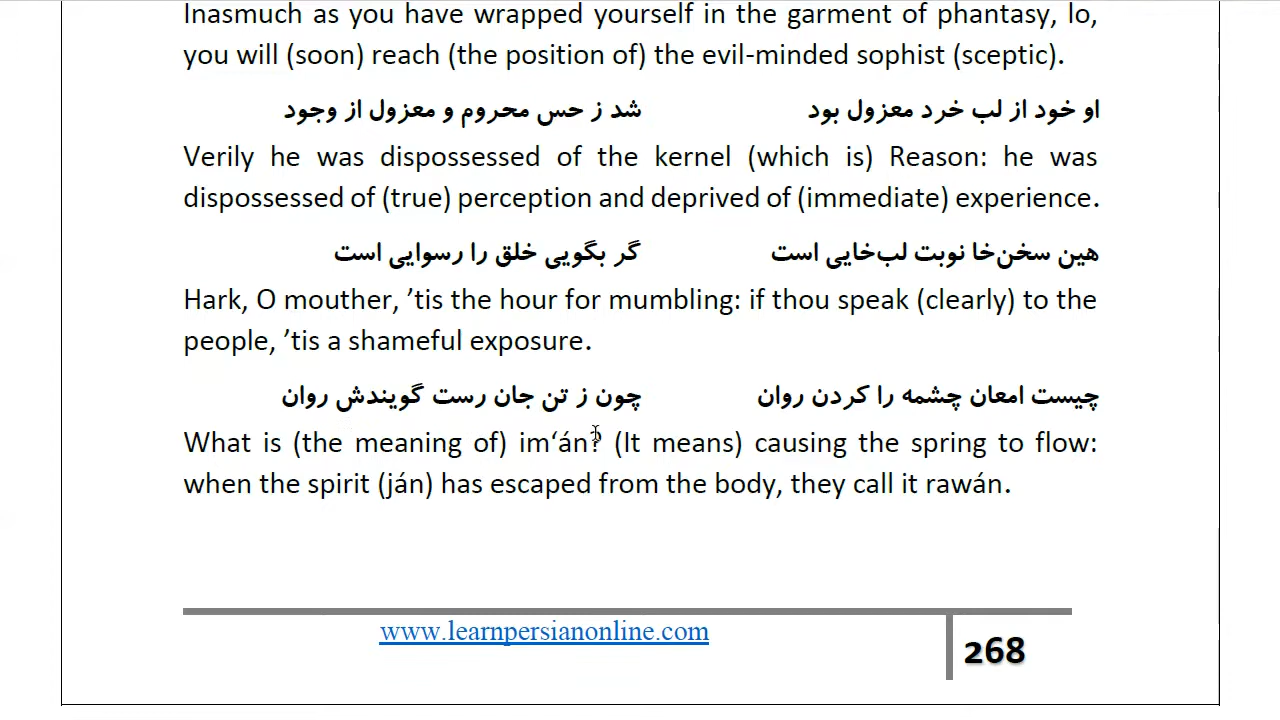 Inasmuch as you have wrapped yourself in the garment of phantasy, lo,
you will (soon) reach (the position of) the evil-minded sophist (sceptic).
او خود از لب خرد معزول بود شد ز حس محروم و معزول از وجود
Verily he was dispossessed of the kernel (which is) Reason: he was
dispossessed of (true) perception and deprived of (immediate) experience.
هین سخن‌خا نوبت لب‌خایی است گر بگویی خلق را رسوایی است
Hark, O mouther, ’tis the hour for mumbling: if thou speak (clearly) to the
people, ’tis a shameful exposure.
چیست امعان چشمه را کردن روان چون ز تن جان رست گویندش روان
What is (the meaning of) im‘án? (It means) causing the spring to flow:
when the spirit (ján) has escaped from the body, they call it rawán.
www.learnpersianonline.com
268